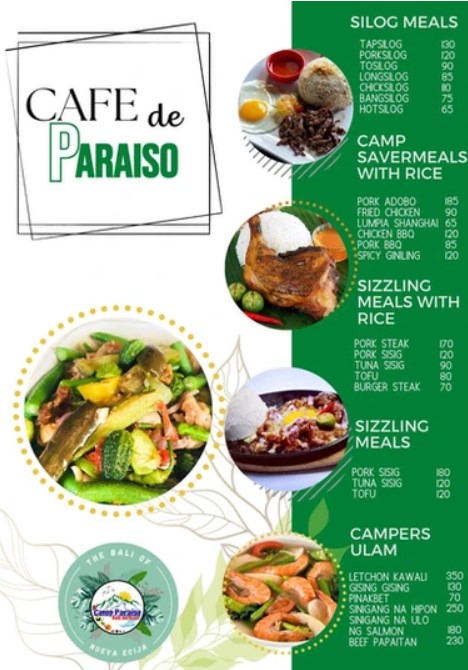 CAFE de
PARAISO
SILOG MEALS
TAPSILOG 130
PORKSILOG 120
TOSILOG 90
LONGSILOG 85
CHICKSILOG 110
BANGSILOG 75
HOTSILOG 65
CAMP
SAVERMEALS
WITH RICE
PORK ADOBO 185
FRIED CHICKEN 90
LUMPIA SHANGHAI 65
CHICKEN BBQ 120
PORK BBQ 85
SPICY GINILING 120
SIZZLING
MEALS WITH
RICE
PORK STEAK 170
PORK SISIG 120
TUNA SISIG 90
TOFU 80
BURGER STEAK 70
SIZZLING
MEALS
PORK SISIG 180
TUNA SISIG 120
TOFU 120
CAMPERS
ULAM
LETCHON KAWALI 350
GISING GISING 130
PINAKBET 70
SINIGANG NA HIPON 250
SINIGANG NA ULO
NG SALMON 180
BEEF PAPAITAN 230
THE BALI OF
Camp Paraiso
NUEVA ECIJA